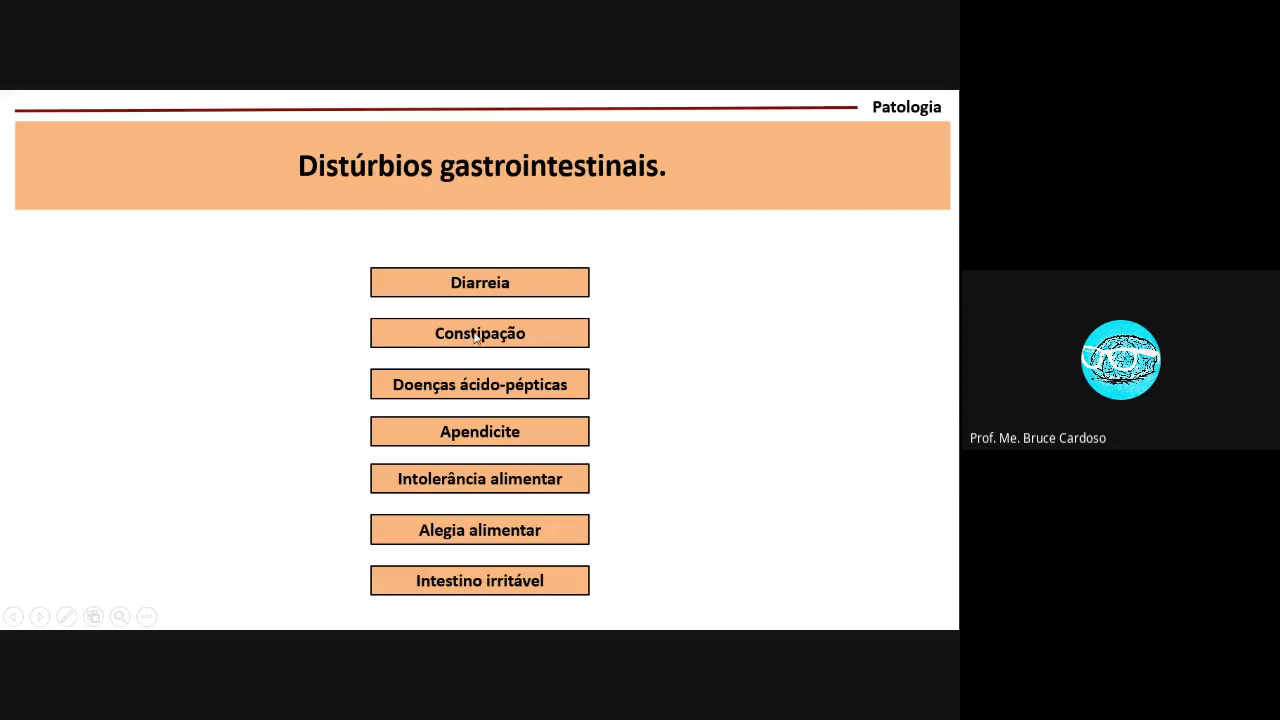 Patologia
Distúrbios gastrointestinais.
Diarreia
Constipação
Doenças ácido-pépticas
Apendicite
Intolerância alimentar
Alegia alimentar
Intestino irritável
Prof. Me. Bruce Cardoso